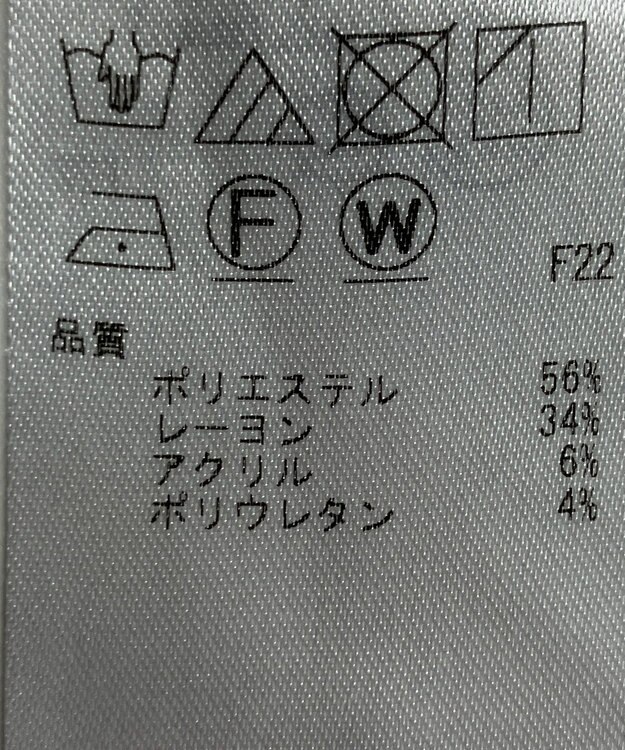 F W
F22
品質
ポリエステル 56%
レーヨン 34%
アクリル 6%
ポリウレタン 4%